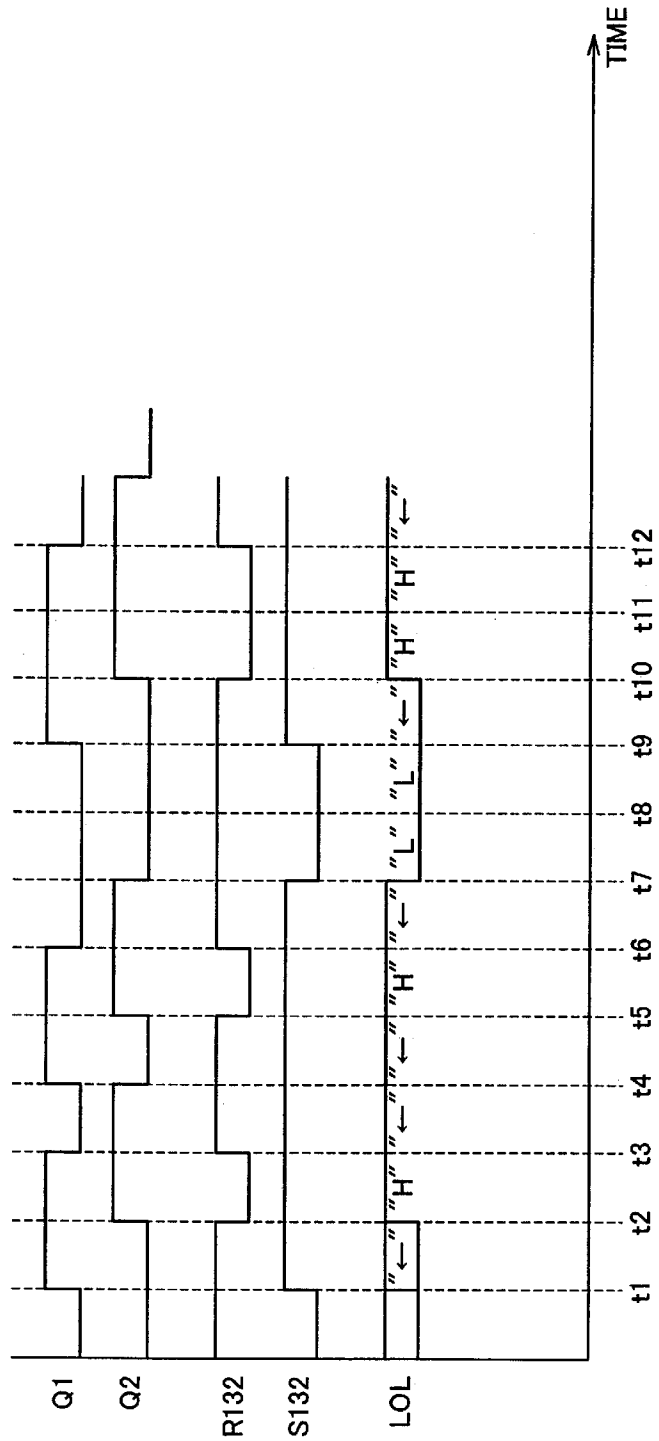 Q1
Q2
R132
S132
LOL
"←" "H" "←" "←" "H" "←" "L" "L" "←" "H" "H" "←"
t1 t2 t3 t4 t5 t6 t7 t8 t9 t10 t11 t12
TIME